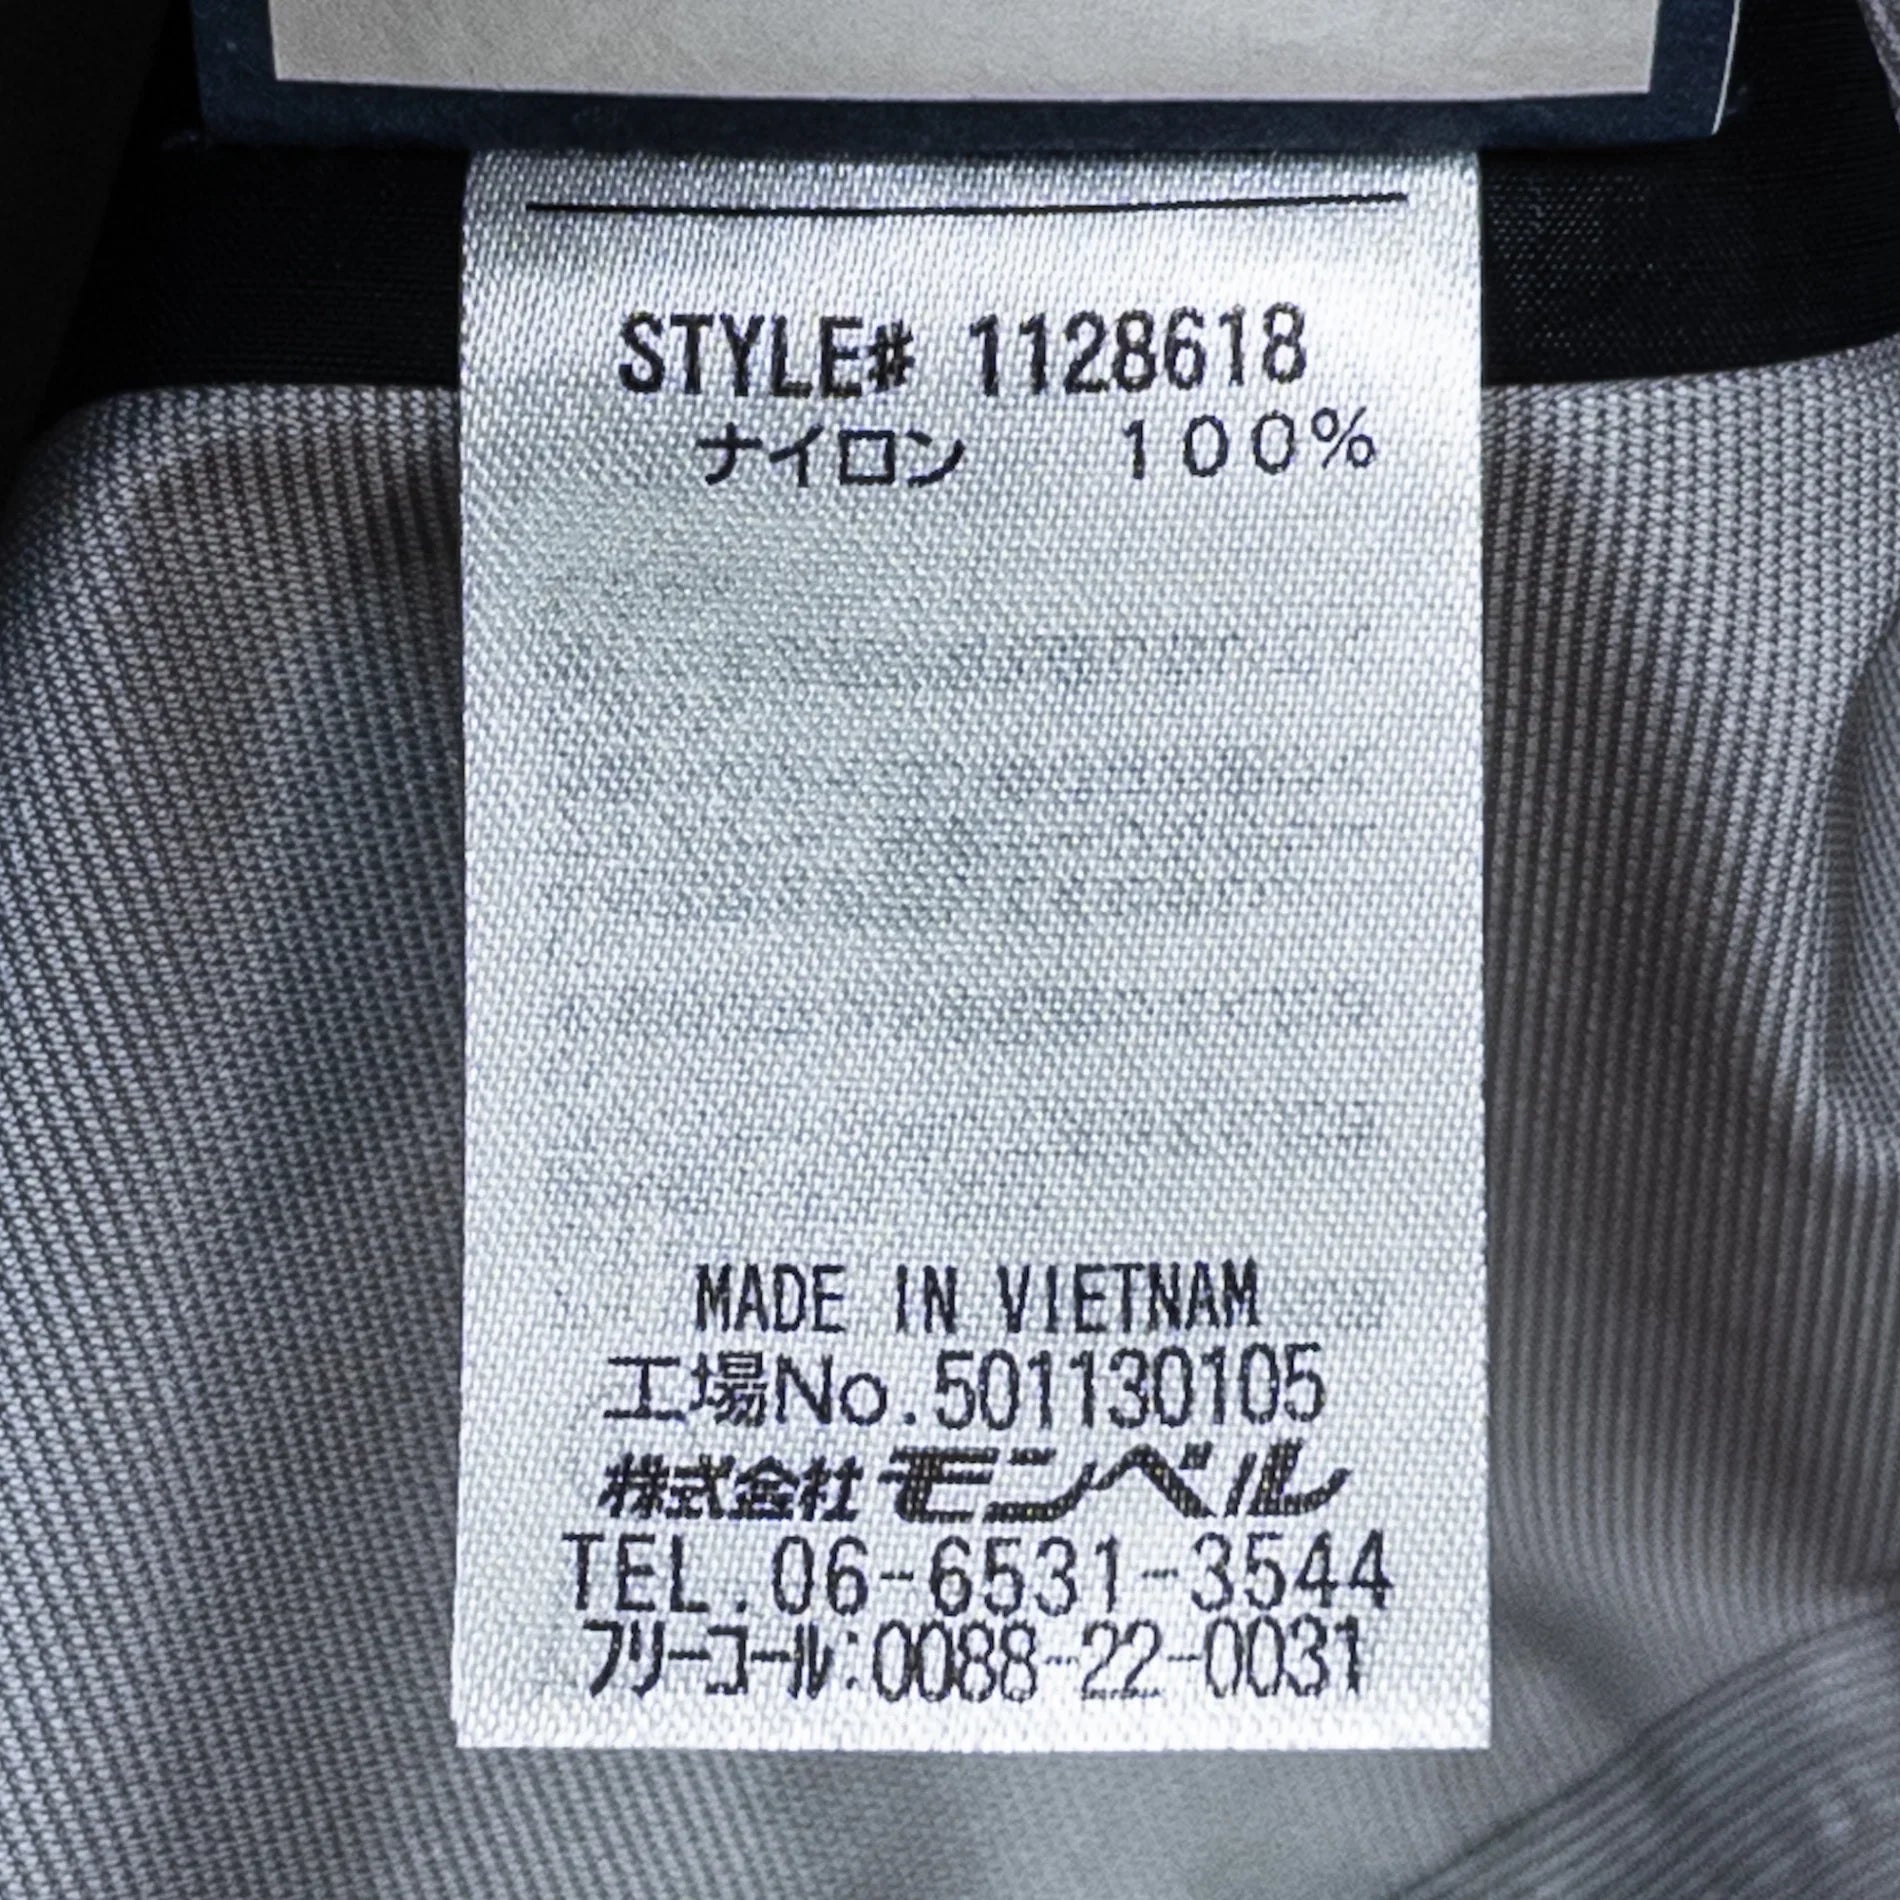 STYLE# 1128618
ナイロン 100%
MADE IN VIETNAM
工場No.501130105
株式会社モンベル
TEL.06-6531-3544
フリーコール:0088-22-0031